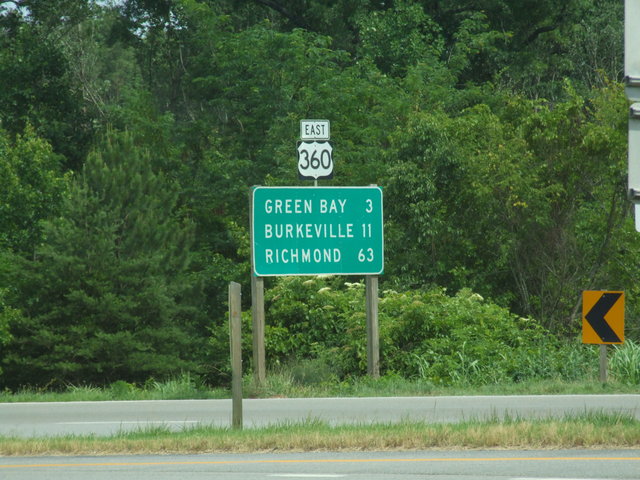 EAST
360
GREEN BAY 3
BURKEVILLE 11
RICHMOND 63